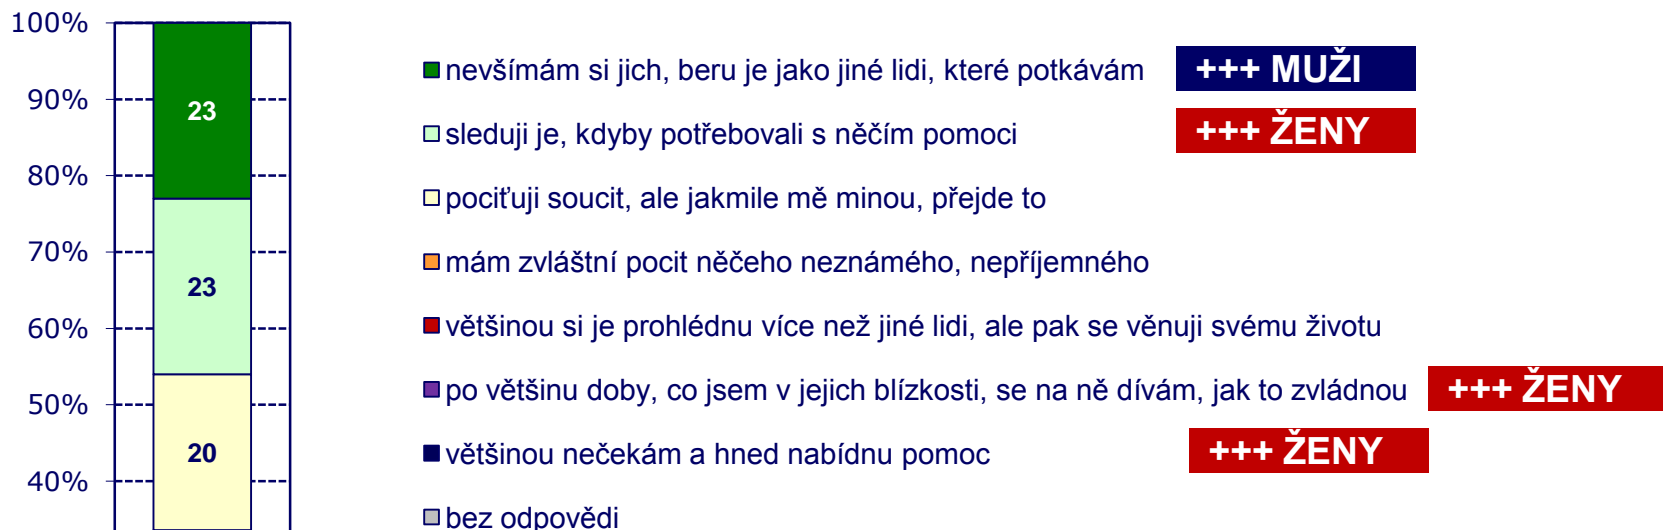 100%
90%
80%
70%
60%
50%
40%
23
23
20
nevšímám si jich, beru je jako jiné lidi, které potkávám +++ MUŽI
sleduji je, kdyby potřebovali s něčím pomoci +++ ŽENY
pociťuji soucit, ale jakmile mě minou, přejde to
mám zvláštní pocit něčeho neznámého, nepříjemného
většinou si je prohlédnu více než jiné lidi, ale pak se věnuji svému životu
po většinu doby, co jsem v jejich blízkosti, se na ně dívám, jak to zvládnou +++ ŽENY
většinou nečekám a hned nabídnu pomoc +++ ŽENY
bez odpovědi